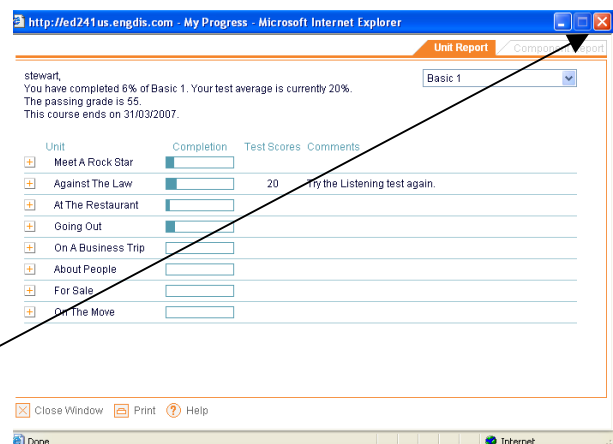 http://ed241us.engdis.com - My Progress - Microsoft Internet Explorer
Unit Report Component Report
stewart,
Basic 1
You have completed 6% of Basic 1. Your test average is currently 20%.
The passing grade is 55.
This course ends on 31/03/2007.
Unit Completion Test Scores Comments
Meet A Rock Star
Against The Law 20 Try the Listening test again.
At The Restaurant
Going Out
On A Business Trip
About People
For Sale
On The Move
Close Window Print Help
Done Internet